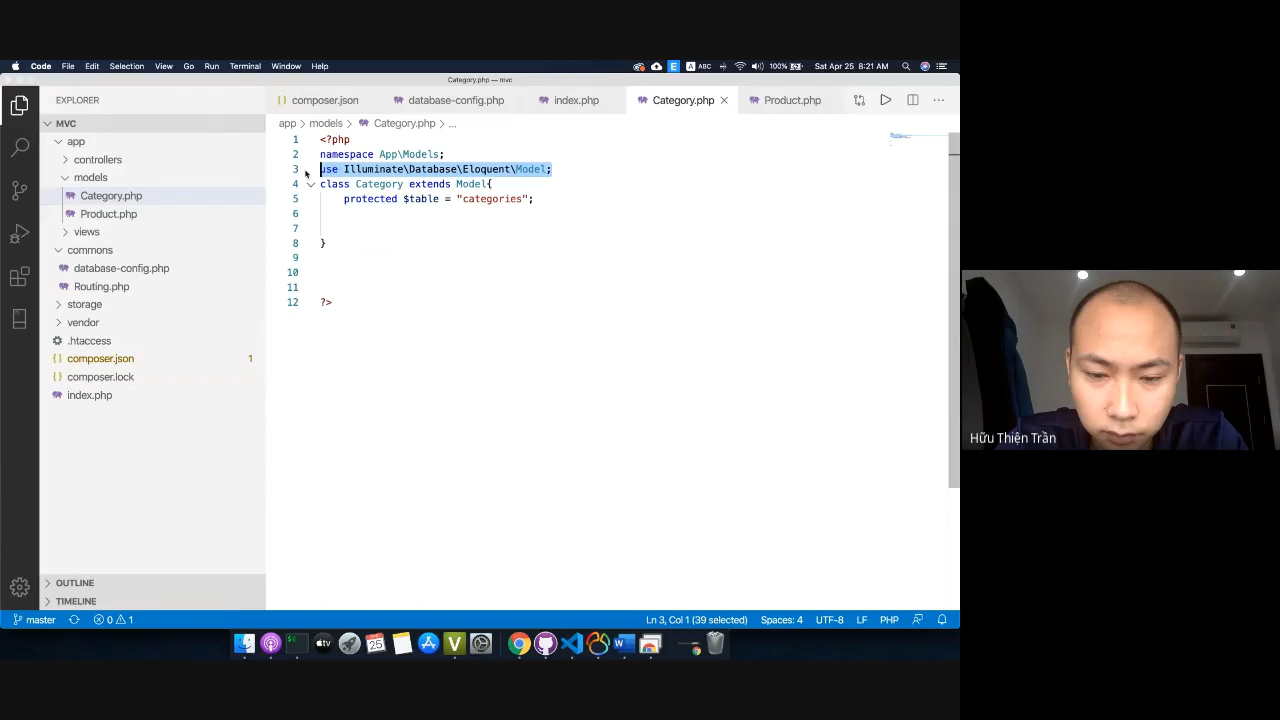 Code File Edit Selection View Go Run Terminal Window Help
A ABC 100% Sat Apr 25 8:21 AM
Category.php — mvc
EXPLORER
composer.json database-config.php index.php Category.php Product.php
MVC
app > models > Category.php > ...
app
controllers
models
Category.php
Product.php
views
commons
database-config.php
Routing.php
storage
vendor
.htaccess
composer.json 1
composer.lock
index.php
OUTLINE
TIMELINE
1 <?php
2 namespace App\Models;
3 use Illuminate\Database\Eloquent\Model;
4 class Category extends Model{
5 protected $table = "categories";
6
7
8 }
9
10
11
12 ?>
Hữu Thiện Trần
master 0 1 Ln 3, Col 1 (39 selected) Spaces: 4 UTF-8 LF PHP
25 tv V W